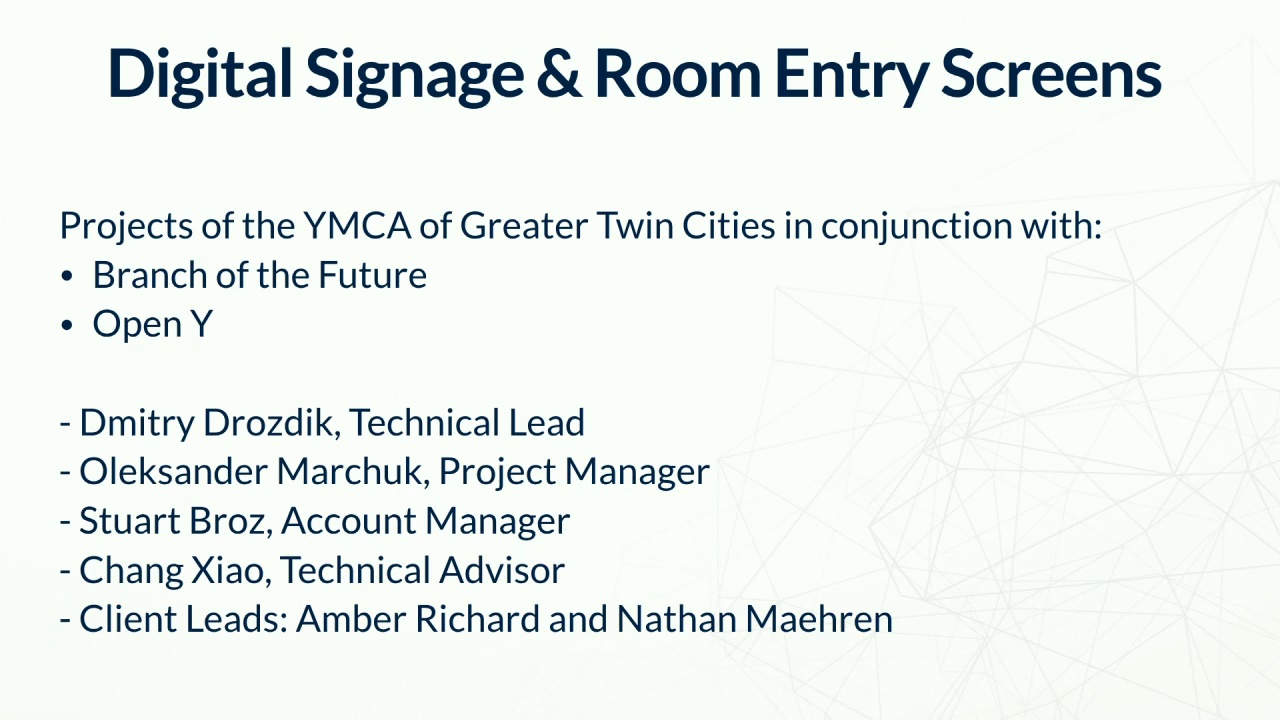 Digital Signage & Room Entry Screens
Projects of the YMCA of Greater Twin Cities in conjunction with:
• Branch of the Future
• Open Y
- Dmitry Drozdik, Technical Lead
- Oleksander Marchuk, Project Manager
- Stuart Broz, Account Manager
- Chang Xiao, Technical Advisor
- Client Leads: Amber Richard and Nathan Maehren